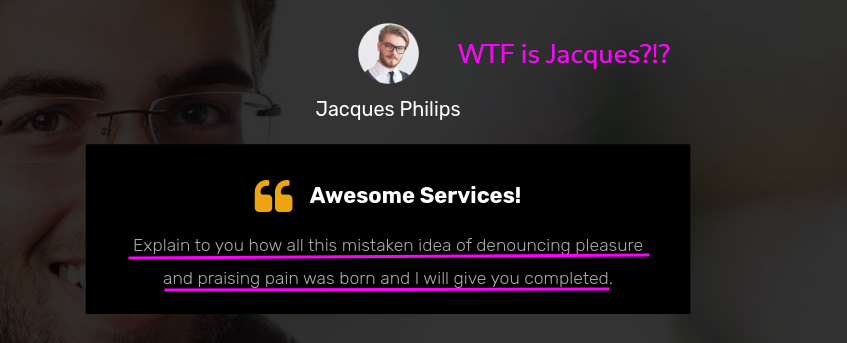 WTF is Jacques?!?
Jacques Philips
Awesome Services!
Explain to you how all this mistaken idea of denouncing pleasure
and praising pain was born and I will give you completed.